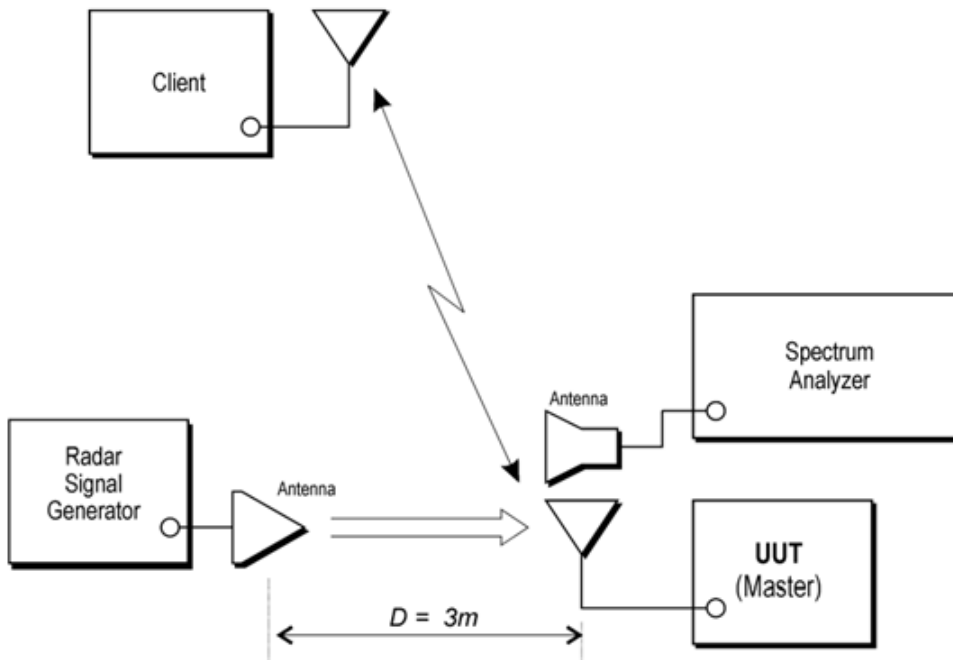 Client
Spectrum
Analyzer
Antenna
Radar
Signal
Generator
Antenna
UUT
(Master)
D = 3m